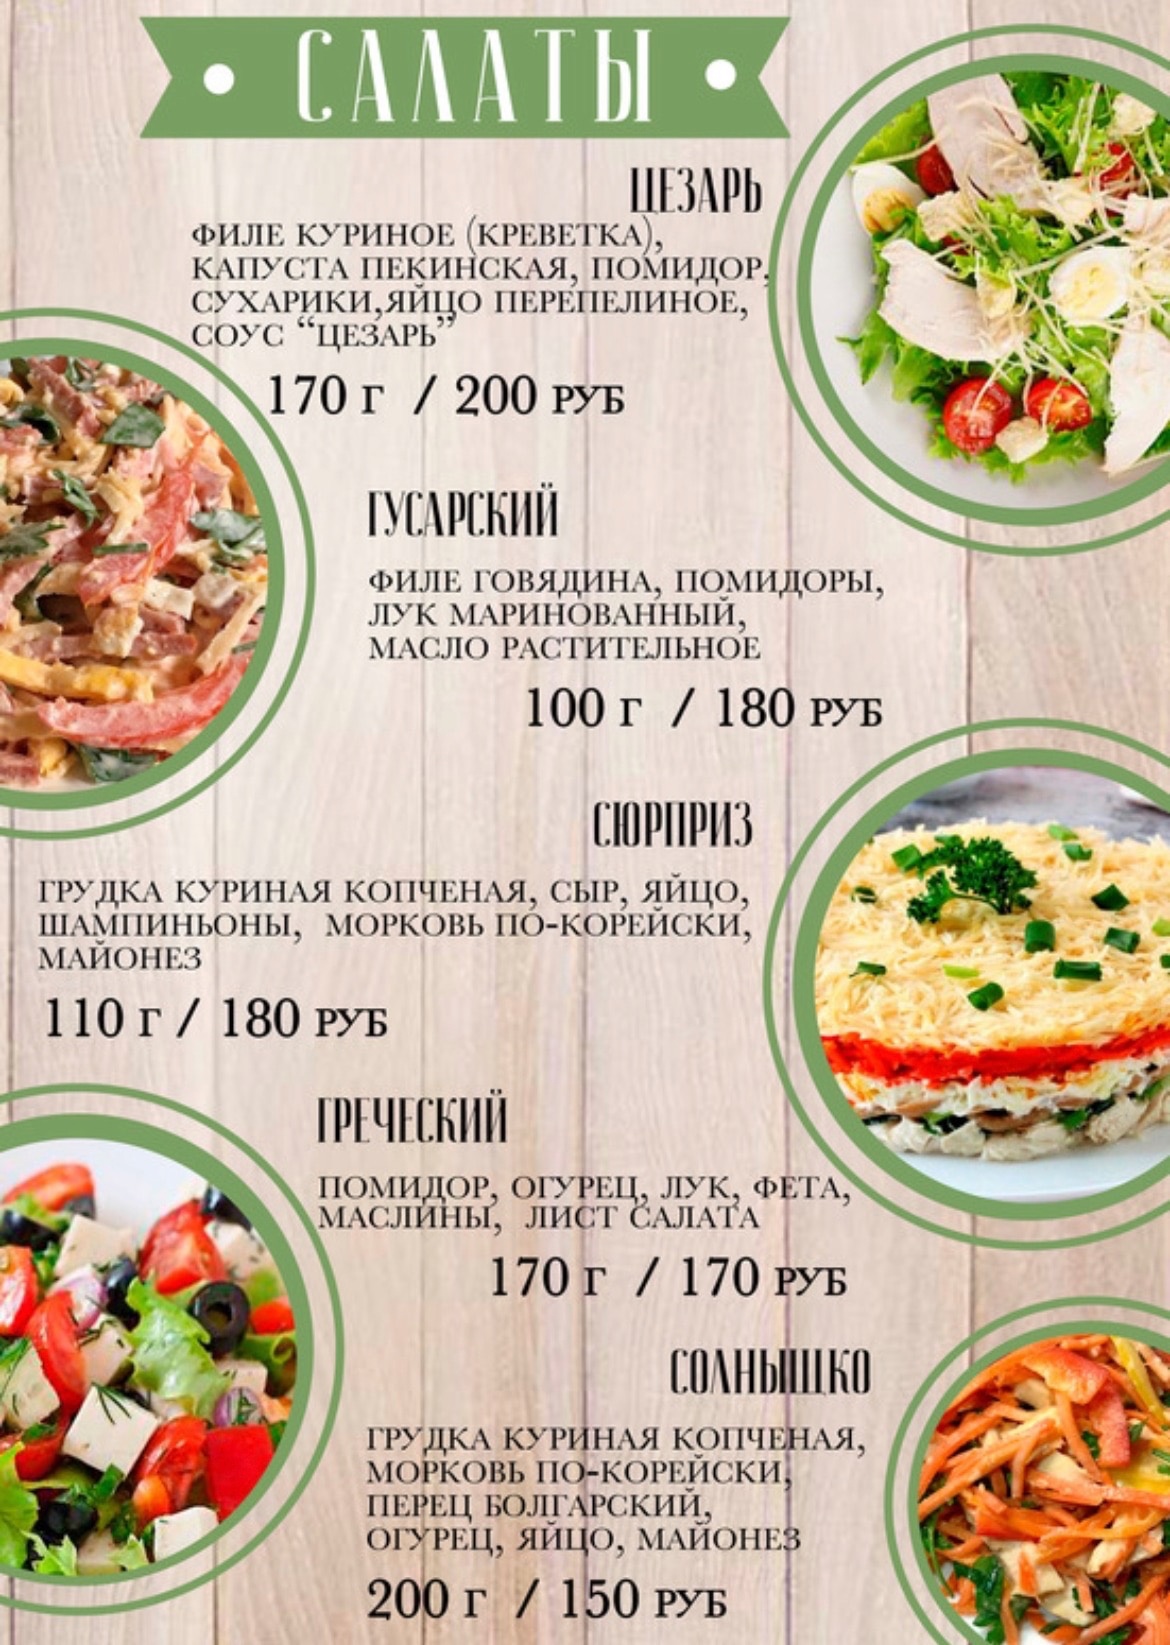 САЛАТЫ
ЦЕЗАРЬ
ФИЛЕ КУРИНОЕ (КРЕВЕТКА),
КАПУСТА ПЕКИНСКАЯ, ПОМИДОР,
СУХАРИКИ,ЯЙЦО ПЕРЕПЕЛИНОЕ,
СОУС “ЦЕЗАРЬ”
170 Г / 200 РУБ
ГУСАРСКИЙ
ФИЛЕ ГОВЯДИНА, ПОМИДОРЫ,
ЛУК МАРИНОВАННЫЙ,
МАСЛО РАСТИТЕЛЬНОЕ
100 Г / 180 РУБ
СЮРПРИЗ
ГРУДКА КУРИНАЯ КОПЧЕНАЯ, СЫР, ЯЙЦО,
ШАМПИНЬОНЫ, МОРКОВЬ ПО-КОРЕЙСКИ,
МАЙОНЕЗ
110 Г / 180 РУБ
ГРЕЧЕСКИЙ
ПОМИДОР, ОГУРЕЦ, ЛУК, ФЕТА,
МАСЛИНЫ, ЛИСТ САЛАТА
170 Г / 170 РУБ
СОЛНЫШКО
ГРУДКА КУРИНАЯ КОПЧЕНАЯ,
МОРКОВЬ ПО-КОРЕЙСКИ,
ПЕРЕЦ БОЛГАРСКИЙ,
ОГУРЕЦ, ЯЙЦО, МАЙОНЕЗ
200 Г / 150 РУБ